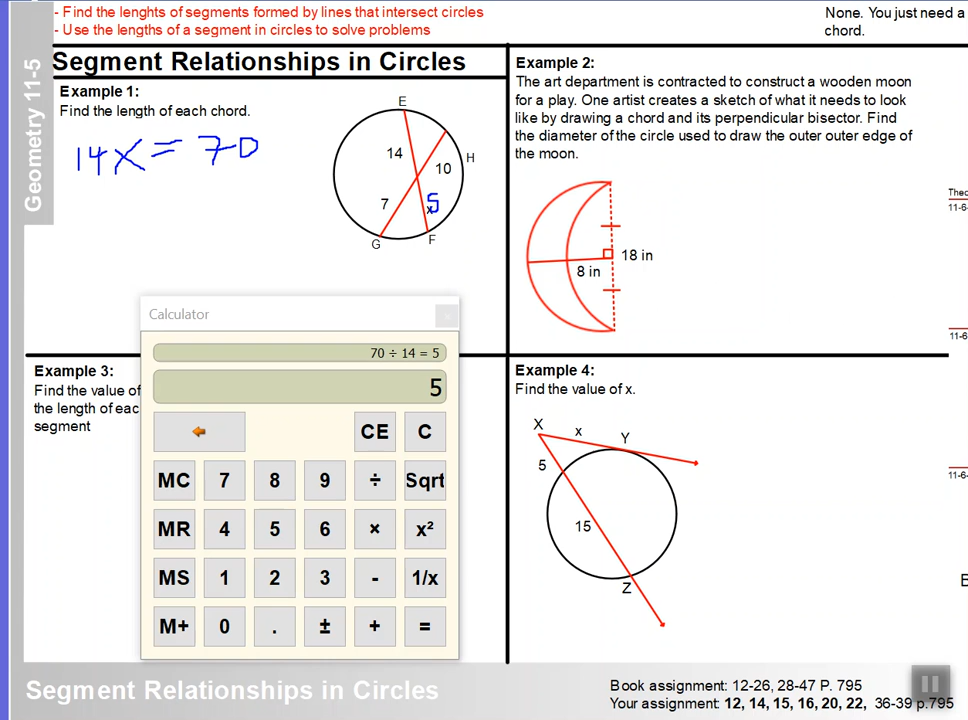 - Find the lenghts of segments formed by lines that intersect circles
- Use the lengths of a segment in circles to solve problems
None. You just need a
chord.
Geometry 11-5
Segment Relationships in Circles
Example 1:
Find the length of each chord.
14x = 70
E
14
H
10
7
x
5
G
F
Example 2:
The art department is contracted to construct a wooden moon
for a play. One artist creates a sketch of what it needs to look
like by drawing a chord and its perpendicular bisector. Find
the diameter of the circle used to draw the outer outer edge of
the moon.
18 in
8 in
Theo
11-6-
11-6-
Calculator
70 ÷ 14 = 5
5
CE C
MC 7 8 9 ÷ Sqrt
MR 4 5 6 × x²
MS 1 2 3 - 1/x
M+ 0 . ± + =
Example 3:
Find the value of
the length of eac
segment
Example 4:
Find the value of x.
X
x
Y
5
15
Z
11-6-
E
Segment Relationships in Circles
Book assignment: 12-26, 28-47 P. 795
Your assignment: 12, 14, 15, 16, 20, 22, 36-39 p.795